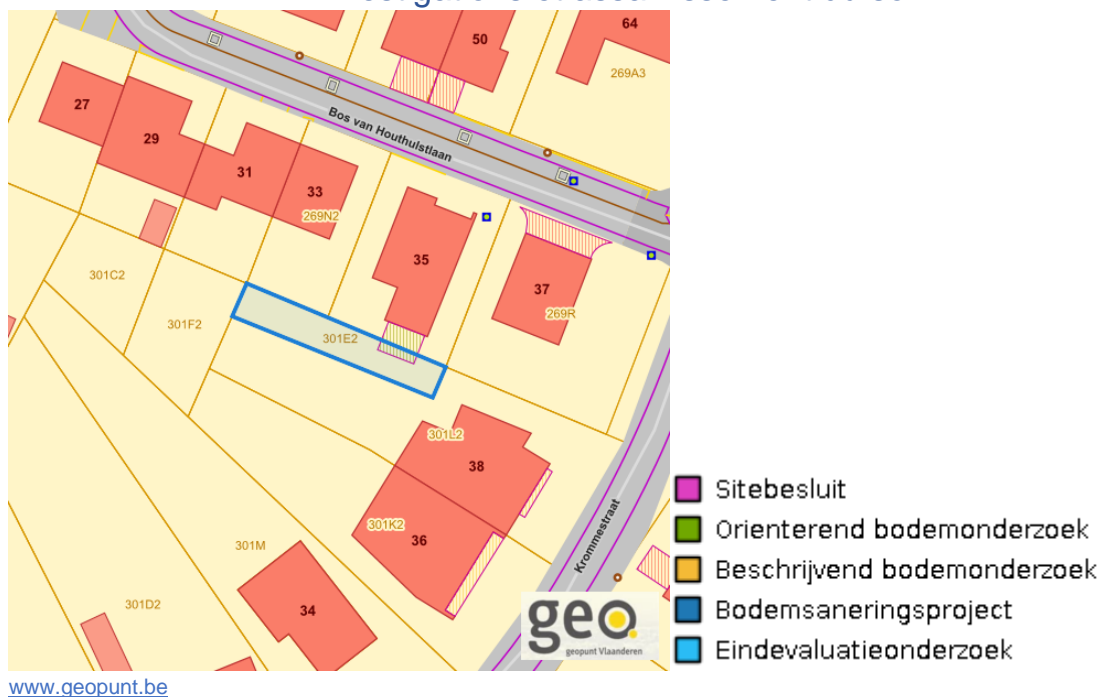 50
64
269A3
27
29
Bos van Houthulstlaan
31
33
269N2
35
37
269R
301C2
301F2
301E2
301L2
38
301K2
36
Krommestraat
301M
301D2
34
geo
geopunt Vlaanderen
Sitebesluit
Orienterend bodemonderzoek
Beschrijvend bodemonderzoek
Bodemsaneringsproject
Eindevaluatieonderzoek
www.geopunt.be